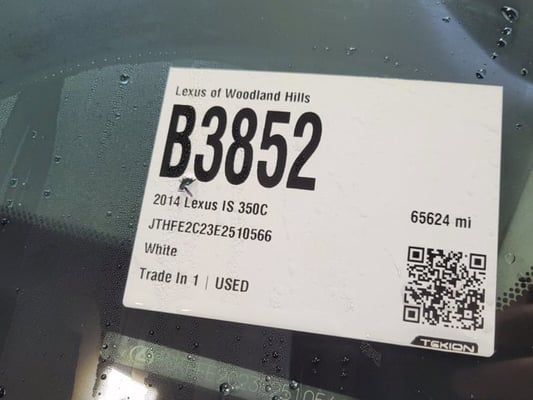 Lexus of Woodland Hills
B3852
2014 Lexus IS 350C
65624 mi
JTHFE2C23E2510566
White
Trade In 1 | USED
TEKION